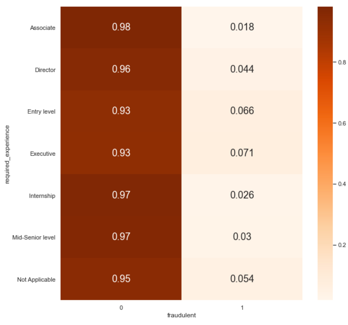 required_experience
Associate 0.98 0.018
Director 0.96 0.044
Entry level 0.93 0.066
Executive 0.93 0.071
Internship 0.97 0.026
Mid-Senior level 0.97 0.03
Not Applicable 0.95 0.054
0 1
fraudulent
0.8
0.6
0.4
0.2